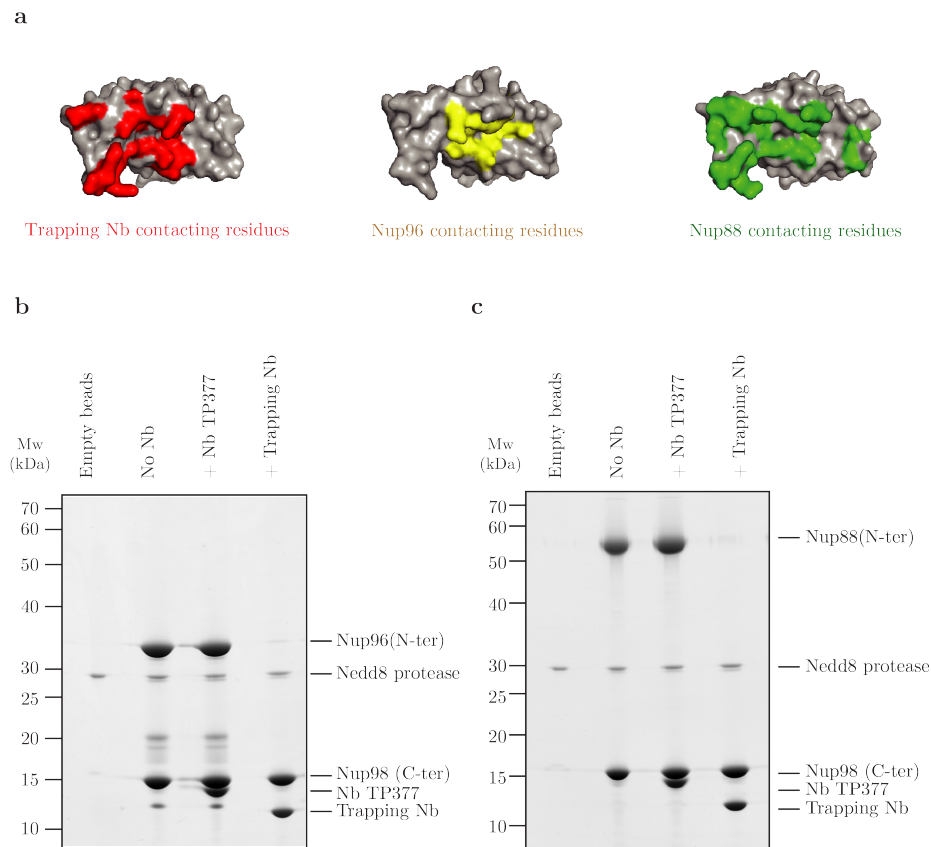 a
Trapping Nb contacting residues
Nup96 contacting residues
Nup88 contacting residues
b
Mw
(kDa)
Empty beads
No Nb
+ Nb TP377
+ Trapping Nb
70
60
50
40
30
25
20
15
10
Nup96(N-ter)
Nedd8 protease
Nup98 (C-ter)
Nb TP377
Trapping Nb
c
Mw
(kDa)
Empty beads
No Nb
+ Nb TP377
+ Trapping Nb
70
60
50
40
30
25
20
15
10
Nup88(N-ter)
Nedd8 protease
Nup98 (C-ter)
Nb TP377
Trapping Nb